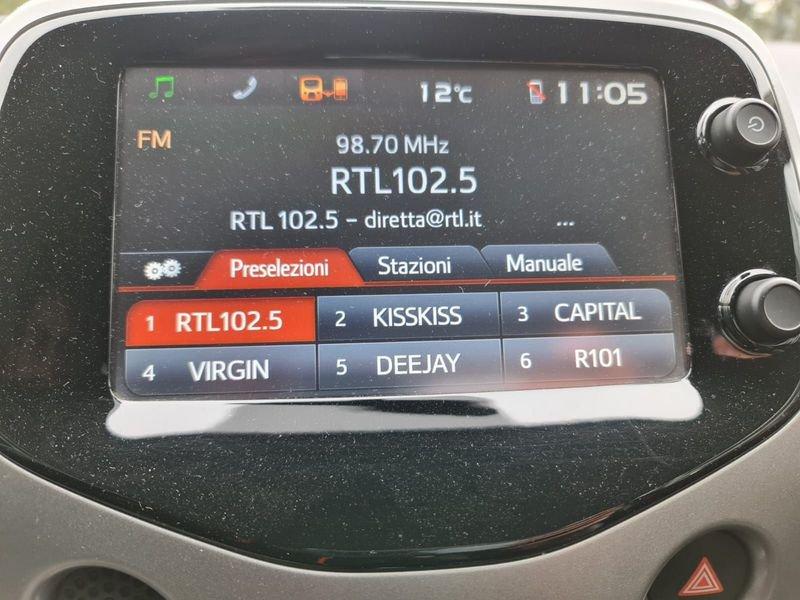 12°C 11:05
FM
98.70 MHz
RTL102.5
RTL 102.5 – diretta@rtl.it ...
Preselezioni Stazioni Manuale
1 RTL102.5 2 KISSKISS 3 CAPITAL
4 VIRGIN 5 DEEJAY 6 R101